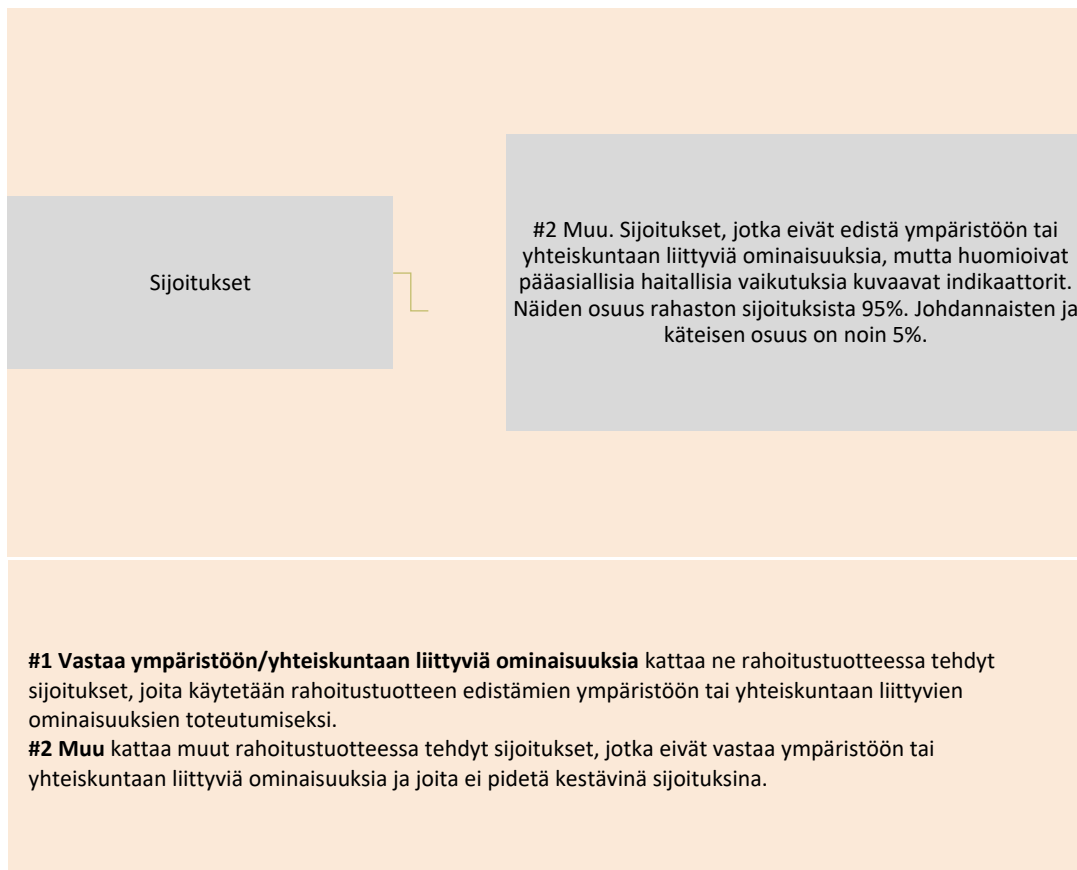 Sijoitukset
#2 Muu. Sijoitukset, jotka eivät edistä ympäristöön tai
yhteiskuntaan liittyviä ominaisuuksia, mutta huomioivat
pääasiallisia haitallisia vaikutuksia kuvaavat indikaattorit.
Näiden osuus rahaston sijoituksista 95%. Johdannaisten ja
käteisen osuus on noin 5%.
#1 Vastaa ympäristöön/yhteiskuntaan liittyviä ominaisuuksia kattaa ne rahoitustuotteessa tehdyt
sijoitukset, joita käytetään rahoitustuotteen edistämien ympäristöön tai yhteiskuntaan liittyvien
ominaisuuksien toteutumiseksi.
#2 Muu kattaa muut rahoitustuotteessa tehdyt sijoitukset, jotka eivät vastaa ympäristöön tai
yhteiskuntaan liittyviä ominaisuuksia ja joita ei pidetä kestävinä sijoituksina.